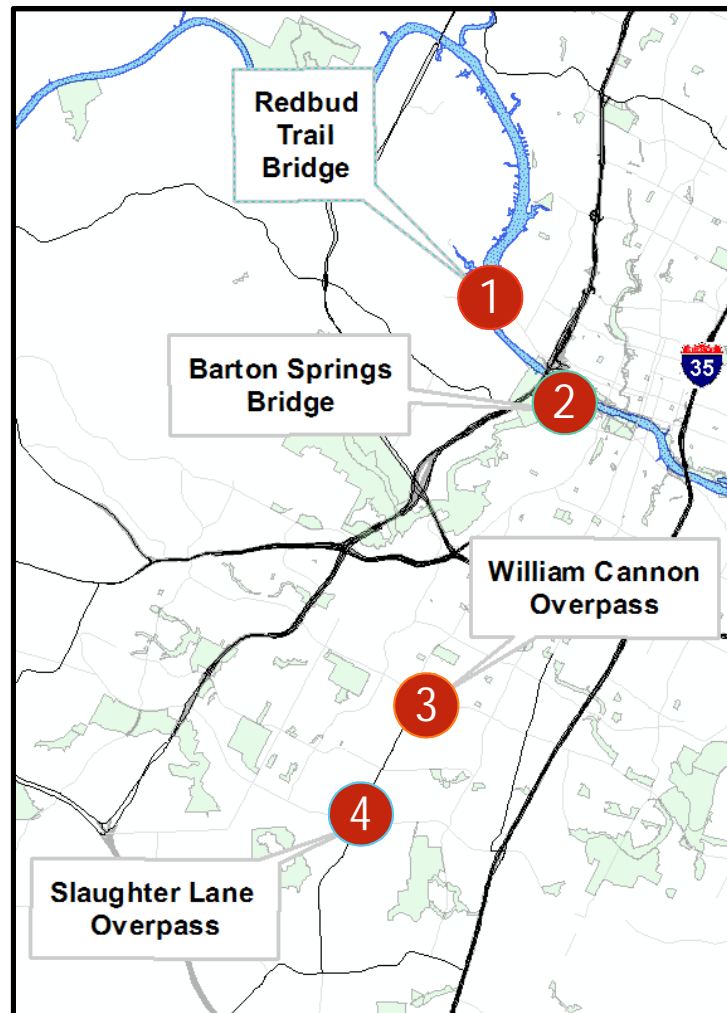 Redbud
Trail
Bridge
1
Barton Springs
Bridge
2
35
William Cannon
Overpass
3
4
Slaughter Lane
Overpass